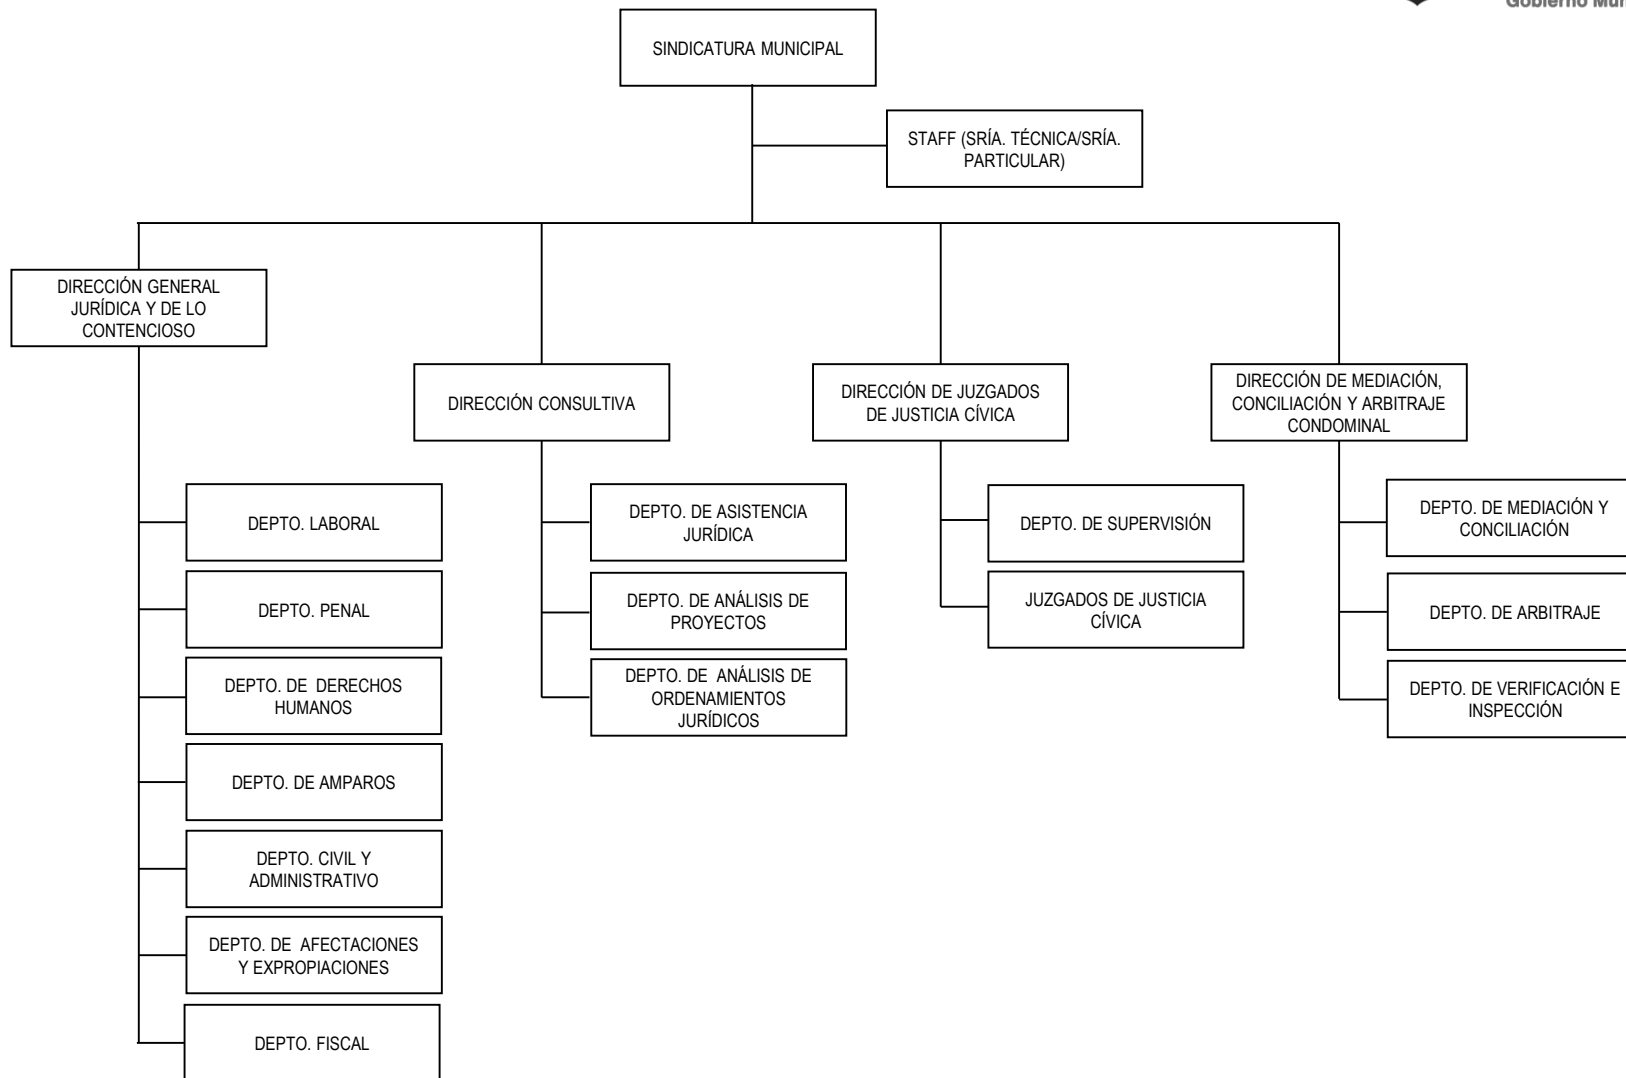 Gobierno
SINDICATURA MUNICIPAL
STAFF (SRÍA. TÉCNICA/SRÍA.
PARTICULAR)
DIRECCIÓN GENERAL
JURÍDICA Y DE LO
CONTENCIOSO
DIRECCIÓN CONSULTIVA
DIRECCIÓN DE JUZGADOS
DE JUSTICIA CÍVICA
DIRECCIÓN DE MEDIACIÓN,
CONCILIACIÓN Y ARBITRAJE
CONDOMINAL
DEPTO. LABORAL
DEPTO. PENAL
DEPTO. DE DERECHOS
HUMANOS
DEPTO. DE AMPAROS
DEPTO. CIVIL Y
ADMINISTRATIVO
DEPTO. DE AFECTACIONES
Y EXPROPIACIONES
DEPTO. FISCAL
DEPTO. DE ASISTENCIA
JURÍDICA
DEPTO. DE ANÁLISIS DE
PROYECTOS
DEPTO. DE ANÁLISIS DE
ORDENAMIENTOS
JURÍDICOS
DEPTO. DE SUPERVISIÓN
JUZGADOS DE JUSTICIA
CÍVICA
DEPTO. DE MEDIACIÓN Y
CONCILIACIÓN
DEPTO. DE ARBITRAJE
DEPTO. DE VERIFICACIÓN E
INSPECCIÓN